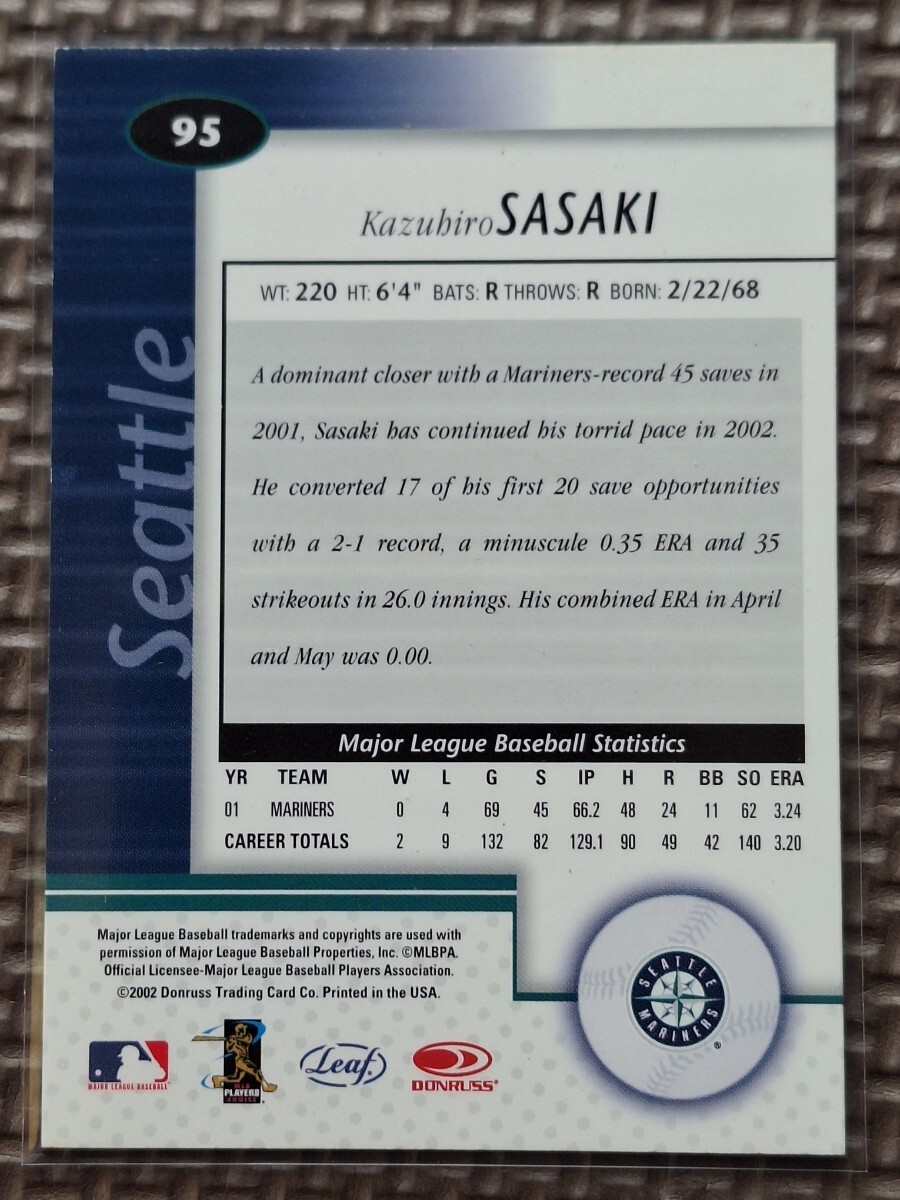 95
Kazuhiro SASAKI
WT: 220 HT: 6'4" BATS: R THROWS: R BORN: 2/22/68
Seattle
A dominant closer with a Mariners-record 45 saves in
2001, Sasaki has continued his torrid pace in 2002.
He converted 17 of his first 20 save opportunities
with a 2-1 record, a minuscule 0.35 ERA and 35
strikeouts in 26.0 innings. His combined ERA in April
and May was 0.00.
Major League Baseball Statistics
YR TEAM W L G S IP H R BB SO ERA
01 MARINERS 0 4 69 45 66.2 48 24 11 62 3.24
CAREER TOTALS 2 9 132 82 129.1 90 49 42 140 3.20
Major League Baseball trademarks and copyrights are used with
permission of Major League Baseball Properties, Inc. ©MLBPA.
Official Licensee-Major League Baseball Players Association.
©2002 Donruss Trading Card Co. Printed in the USA.
SEATTLE
MARINERS
®
MAJOR LEAGUE BASEBALL
MLB
PLAYERS
CHOICE
Leaf
DONRUSS